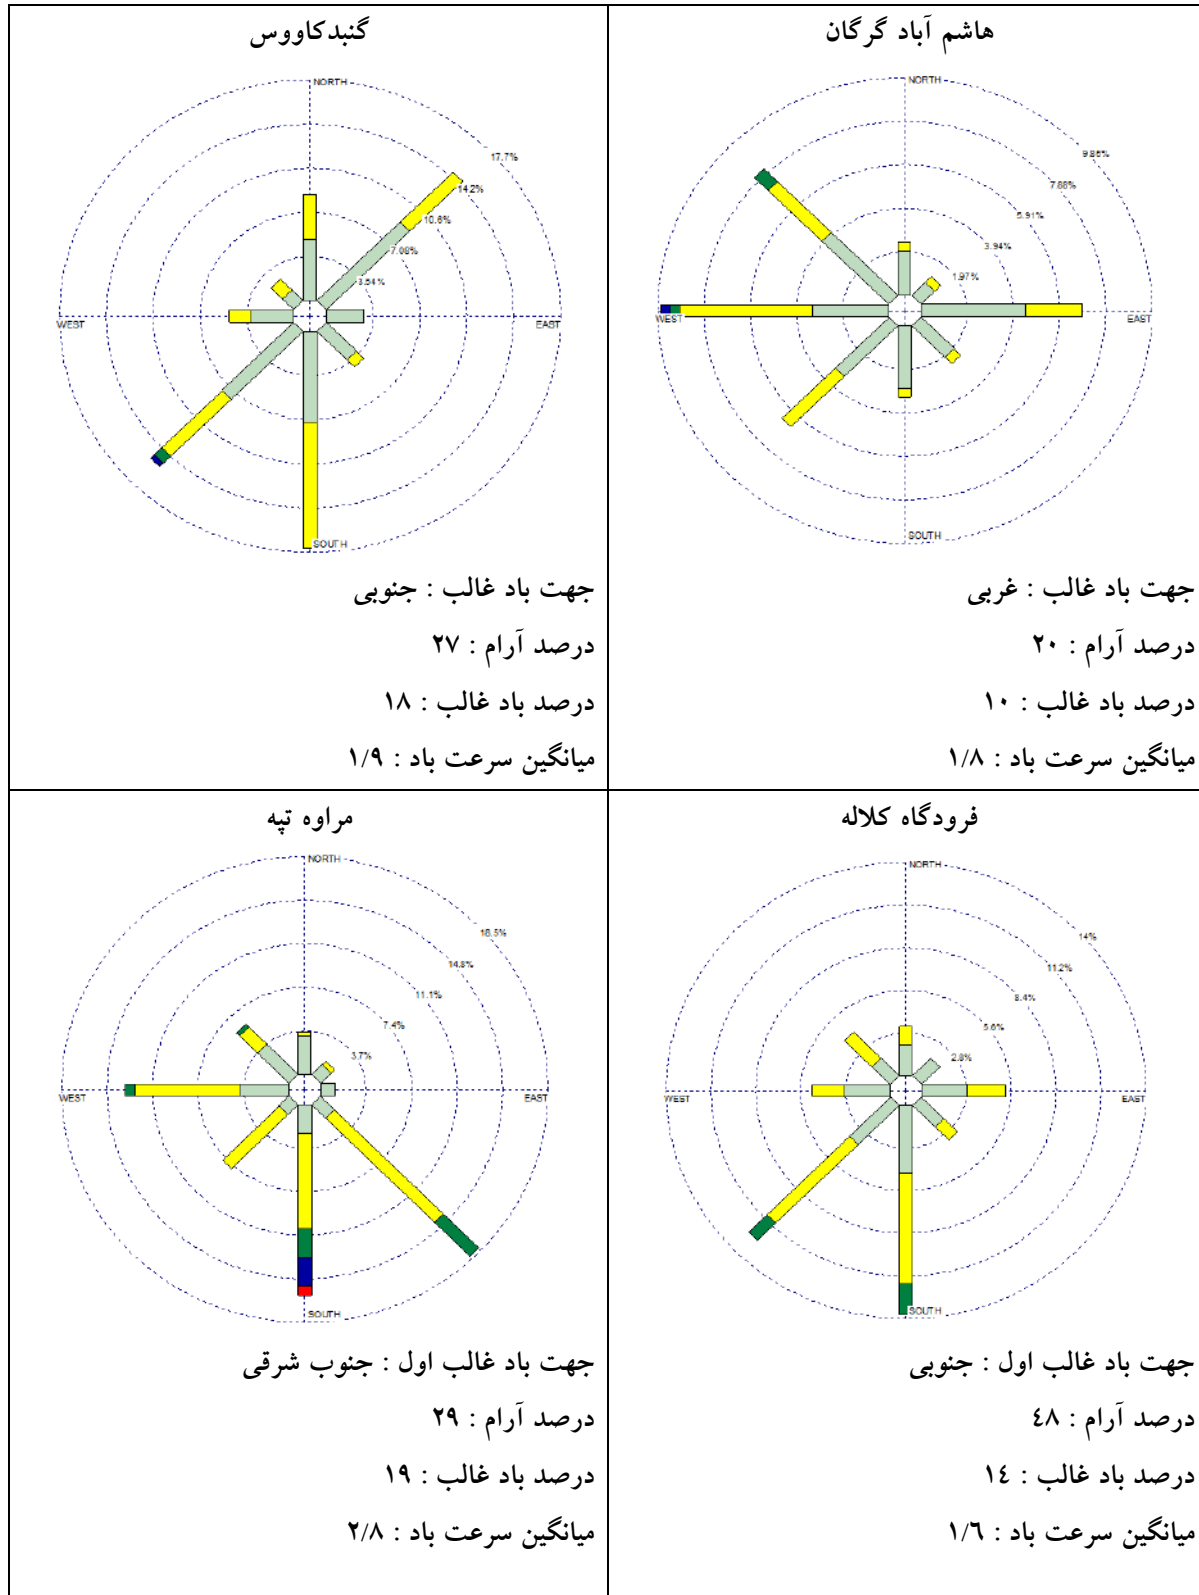 هاشم آباد گرگان
NORTH
9.86%
7.88%
5.91%
3.94%
1.97%
WEST
EAST
SOUTH
جهت باد غالب : غربی
درصد آرام : ۲۰
درصد باد غالب : ۱۰
میانگین سرعت باد : ۱/۸
گنبدکاووس
NORTH
17.7%
14.2%
10.6%
7.08%
3.54%
WEST
EAST
SOUTH
جهت باد غالب : جنوبی
درصد آرام : ۲۷
درصد باد غالب : ۱۸
میانگین سرعت باد : ۱/۹
فرودگاه کلاله
NORTH
14%
11.2%
8.4%
5.6%
2.8%
WEST
EAST
SOUTH
جهت باد غالب اول : جنوبی
درصد آرام : ٤٨
درصد باد غالب : ١٤
میانگین سرعت باد : ١/٦
مراوه تپه
NORTH
18.5%
14.8%
11.1%
7.4%
3.7%
WEST
EAST
SOUTH
جهت باد غالب اول : جنوب شرقی
درصد آرام : ۲۹
درصد باد غالب : ۱۹
میانگین سرعت باد : ۲/۸